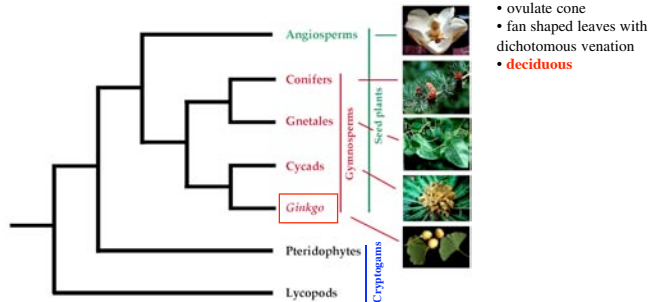 • ovulate cone
• fan shaped leaves with
dichotomous venation
• deciduous
Angiosperms
Conifers
Gnetales
Cycads
Ginkgo
Pteridophytes
Lycopods
Gymnosperms
Seed plants
Cryptogams